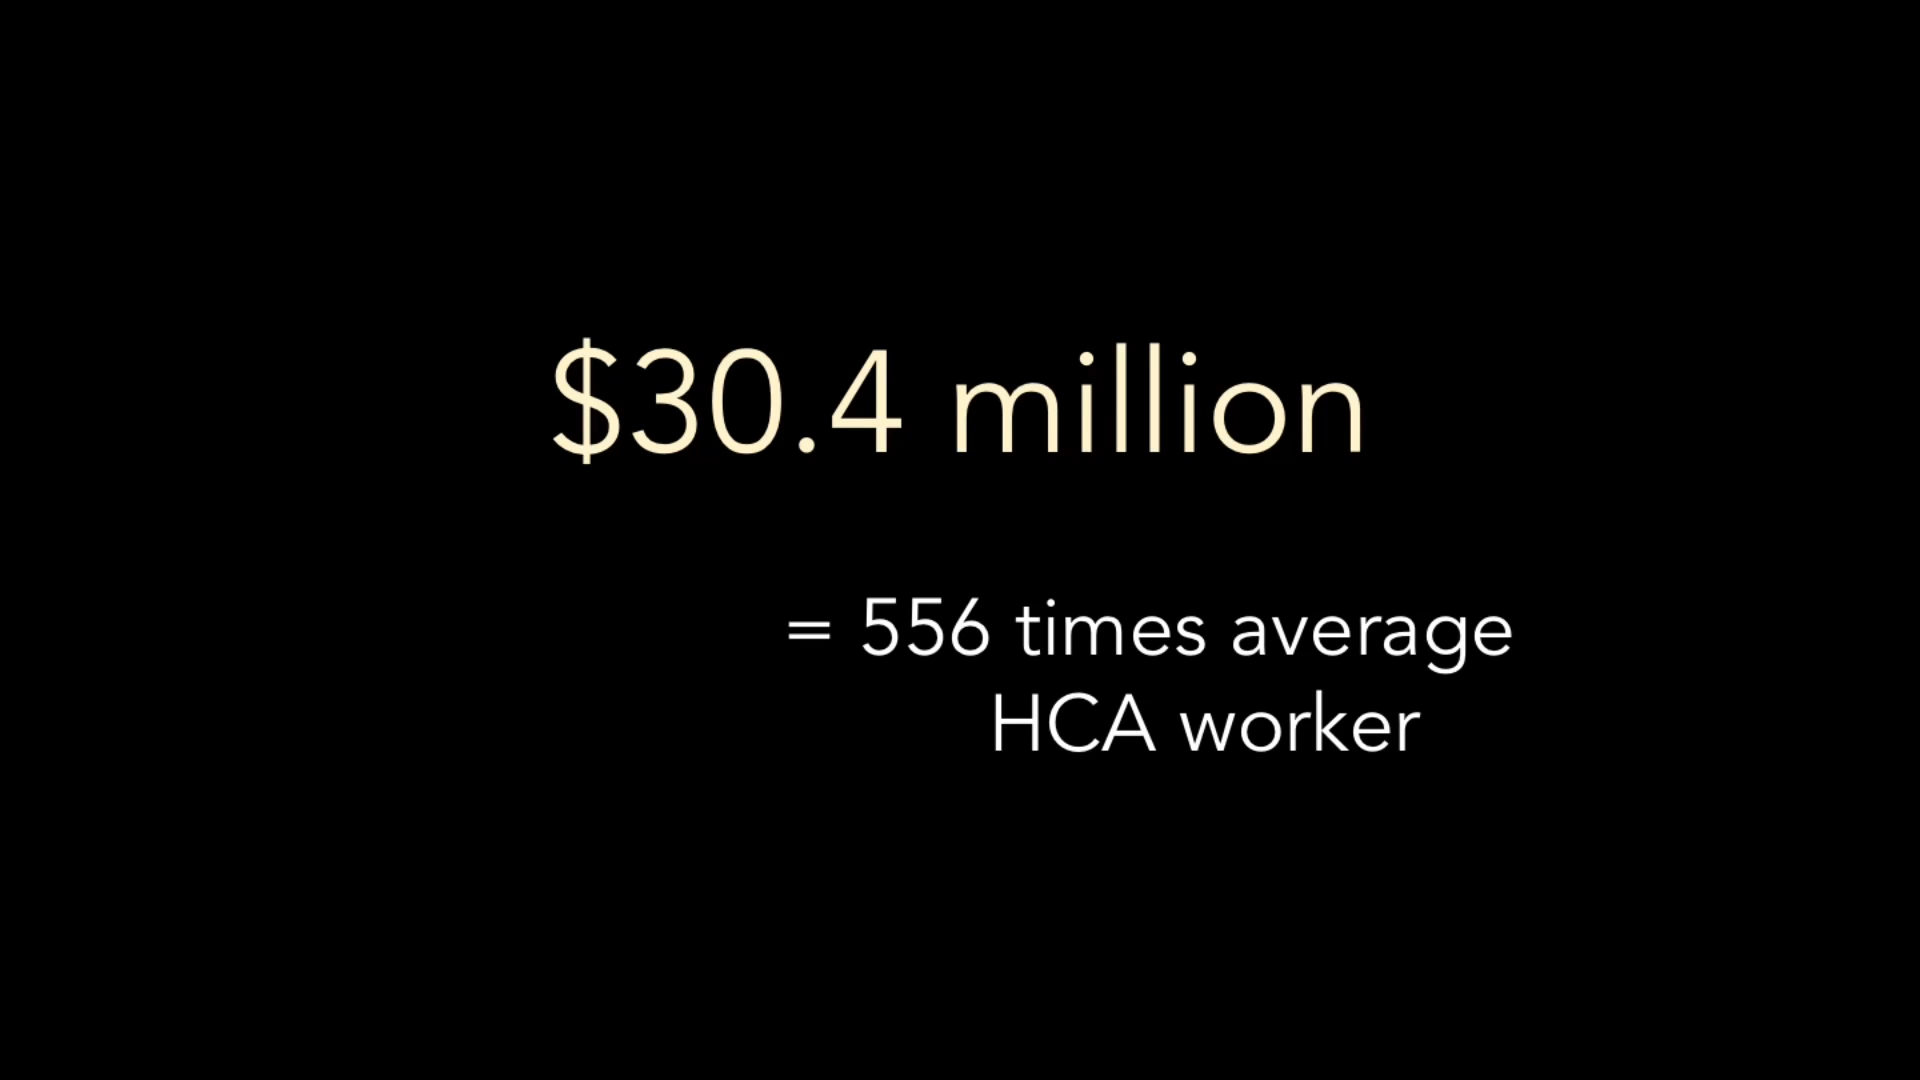 $30.4 million
= 556 times average
HCA worker